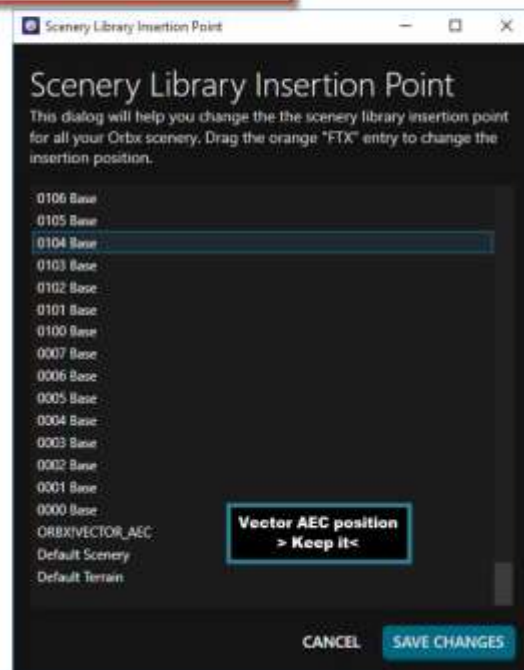 Scenery Library Insertion Point
Scenery Library Insertion Point
This dialog will help you change the the scenery library insertion point
for all your Orbx scenery. Drag the orange "FTX" entry to change the
insertion position.
0106 Base
0105 Base
0104 Base
0103 Base
0102 Base
0101 Base
0100 Base
0007 Base
0006 Base
0005 Base
0004 Base
0003 Base
0002 Base
0001 Base
0000 Base
ORBX!VECTOR_AEC
Default Scenery
Default Terrain
Vector AEC position
> Keep it<
CANCEL SAVE CHANGES